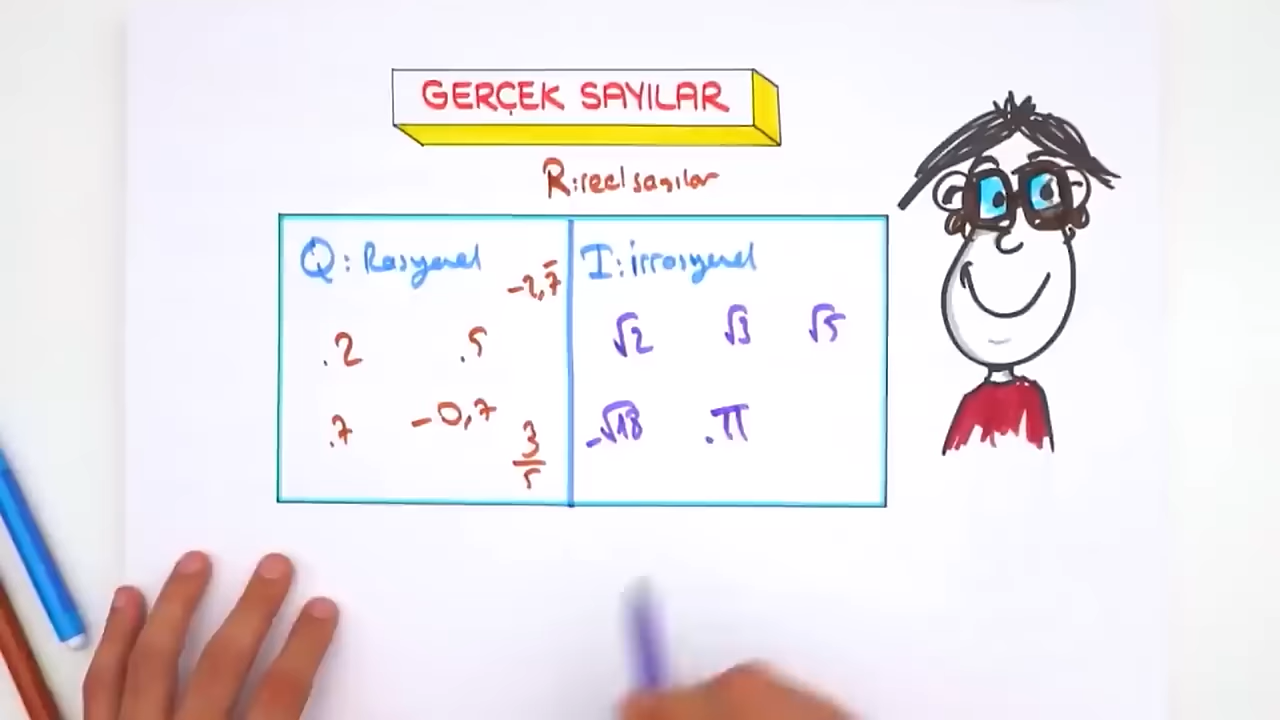 GERÇEK SAYILAR
R: reel sayılar
Q: Rasyonel
-2,7̅
.2 .5
.7 -0,7
3/5
I: irrasyonel
√2 √3 √5
-√18 .π